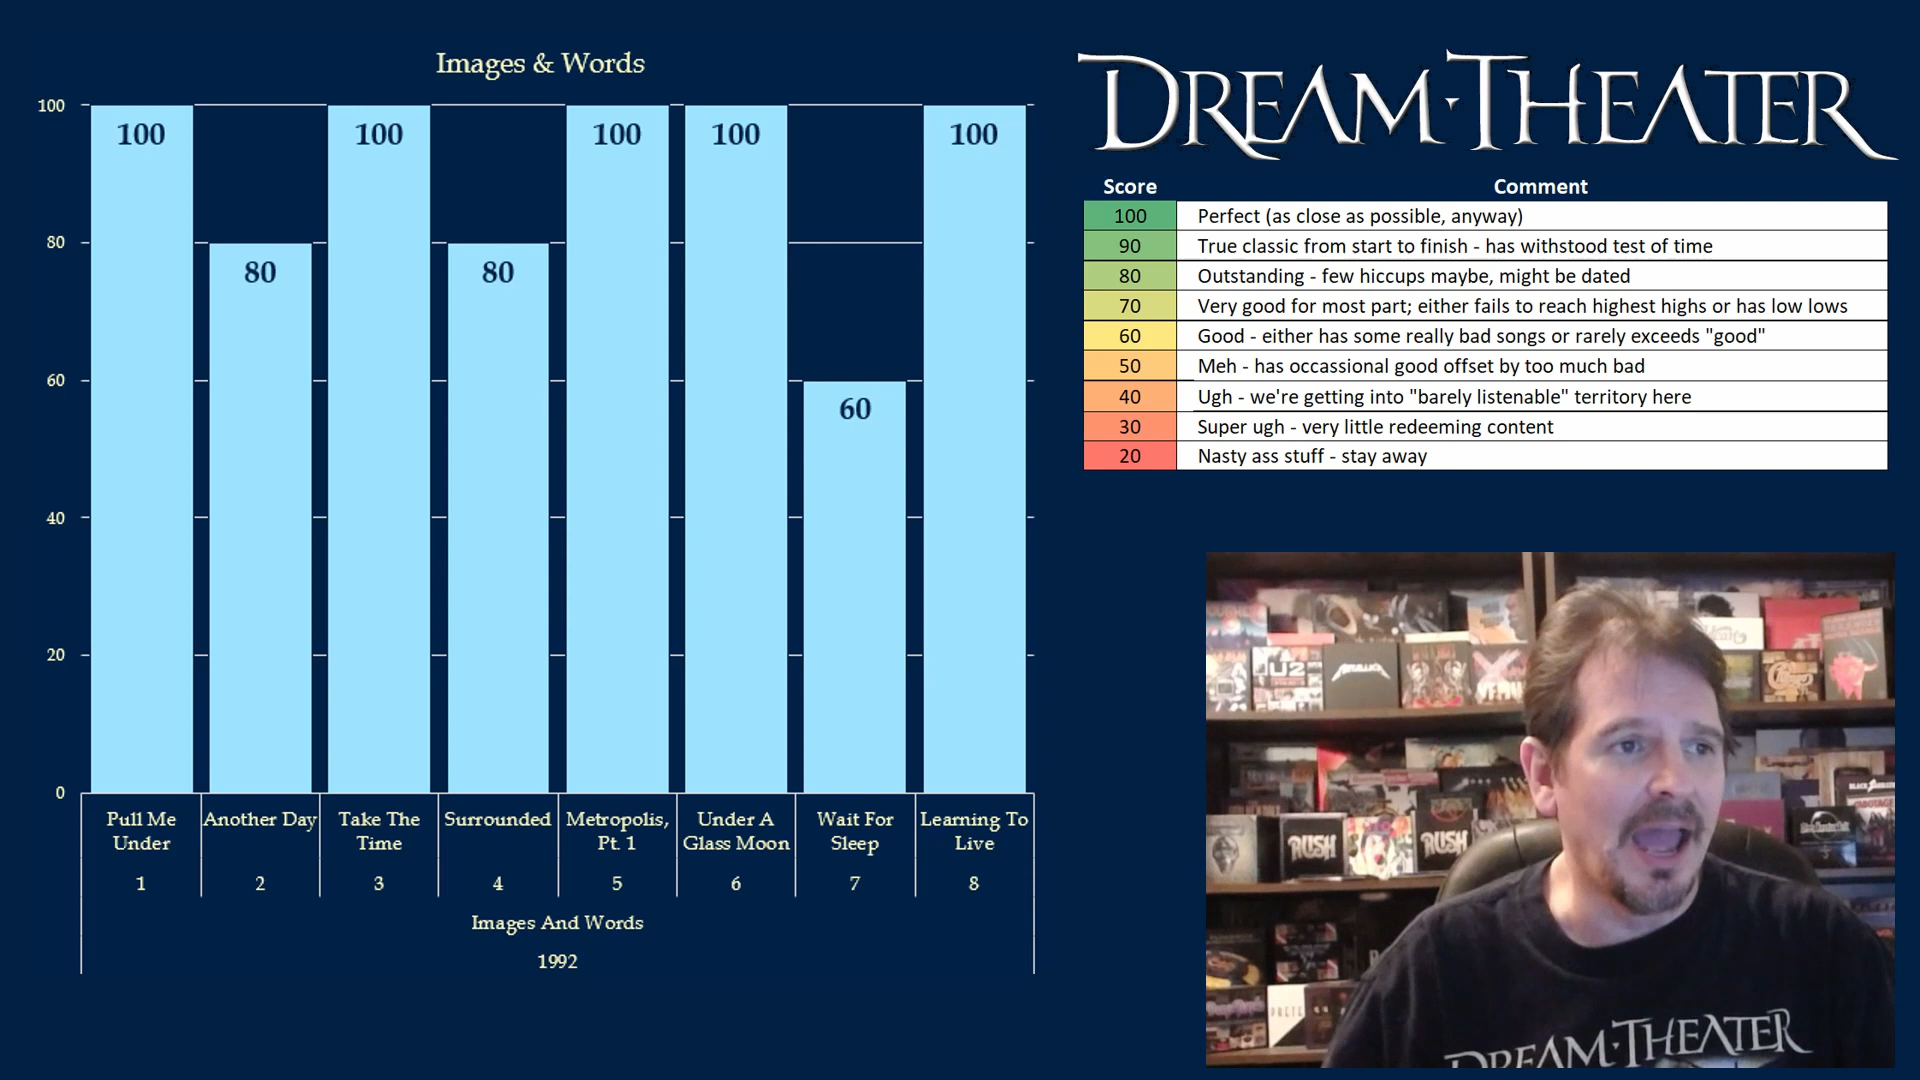 Images & Words
100
80
60
40
20
0
100
80
100
80
100
100
60
100
Pull Me
Under
Another Day
Take The
Time
Surrounded
Metropolis,
Pt. 1
Under A
Glass Moon
Wait For
Sleep
Learning To
Live
1 2 3 4 5 6 7 8
Images And Words
1992
DREAM·THEATER
Score Comment
100 Perfect (as close as possible, anyway)
90 True classic from start to finish - has withstood test of time
80 Outstanding - few hiccups maybe, might be dated
70 Very good for most part; either fails to reach highest highs or has low lows
60 Good - either has some really bad songs or rarely exceeds "good"
50 Meh - has occassional good offset by too much bad
40 Ugh - we're getting into "barely listenable" territory here
30 Super ugh - very little redeeming content
20 Nasty ass stuff - stay away
U2
METALLICA
RUSH
RUSH
DREAM·THEATER